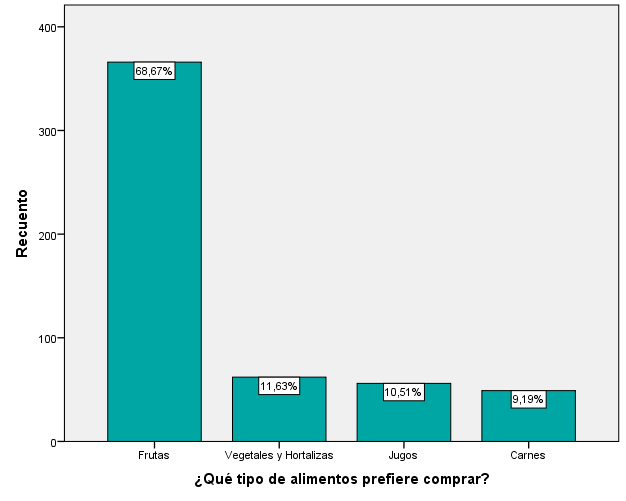 400
300
200
100
0
Recuento
68,67%
11,63%
10,51%
9,19%
Frutas
Vegetales y Hortalizas
Jugos
Carnes
¿Qué tipo de alimentos prefiere comprar?